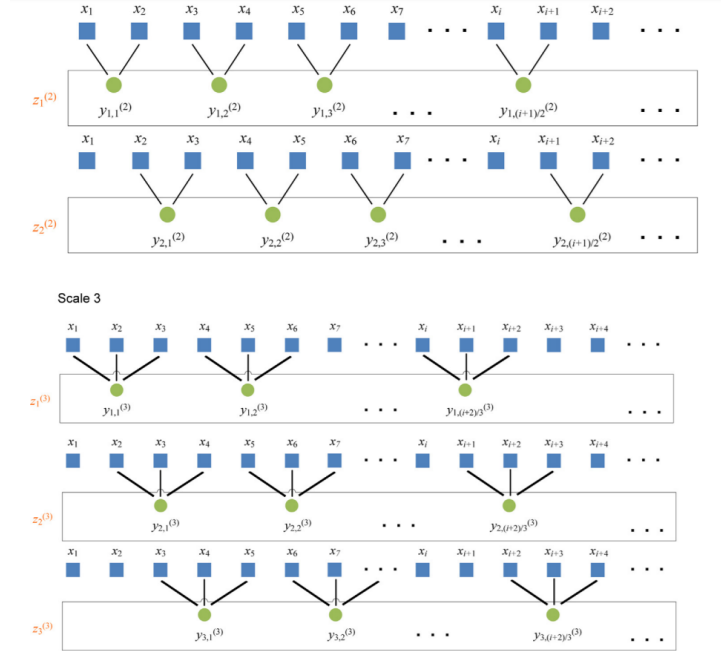 x₁ x₂ x₃ x₄ x₅ x₆ x₇ . . . xᵢ xᵢ₊₁ xᵢ₊₂ . . .
z₁⁽²⁾
y₁,₁⁽²⁾ y₁,₂⁽²⁾ y₁,₃⁽²⁾ . . . y₁,₍ᵢ₊₁₎/₂⁽²⁾ . . .
x₁ x₂ x₃ x₄ x₅ x₆ x₇ . . . xᵢ xᵢ₊₁ xᵢ₊₂ . . .
z₂⁽²⁾
y₂,₁⁽²⁾ y₂,₂⁽²⁾ y₂,₃⁽²⁾ . . . y₂,₍ᵢ₊₁₎/₂⁽²⁾ . . .
Scale 3
x₁ x₂ x₃ x₄ x₅ x₆ x₇ . . . xᵢ xᵢ₊₁ xᵢ₊₂ xᵢ₊₃ xᵢ₊₄ . . .
z₁⁽³⁾
y₁,₁⁽³⁾ y₁,₂⁽³⁾ . . . y₁,₍ᵢ₊₂₎/₃⁽³⁾ . . .
x₁ x₂ x₃ x₄ x₅ x₆ x₇ . . . xᵢ xᵢ₊₁ xᵢ₊₂ xᵢ₊₃ xᵢ₊₄ . . .
z₂⁽³⁾
y₂,₁⁽³⁾ y₂,₂⁽³⁾ . . . y₂,₍ᵢ₊₂₎/₃⁽³⁾ . . .
x₁ x₂ x₃ x₄ x₅ x₆ x₇ . . . xᵢ xᵢ₊₁ xᵢ₊₂ xᵢ₊₃ xᵢ₊₄ . . .
z₃⁽³⁾
y₃,₁⁽³⁾ y₃,₂⁽³⁾ . . . y₃,₍ᵢ₊₂₎/₃⁽³⁾ . . .